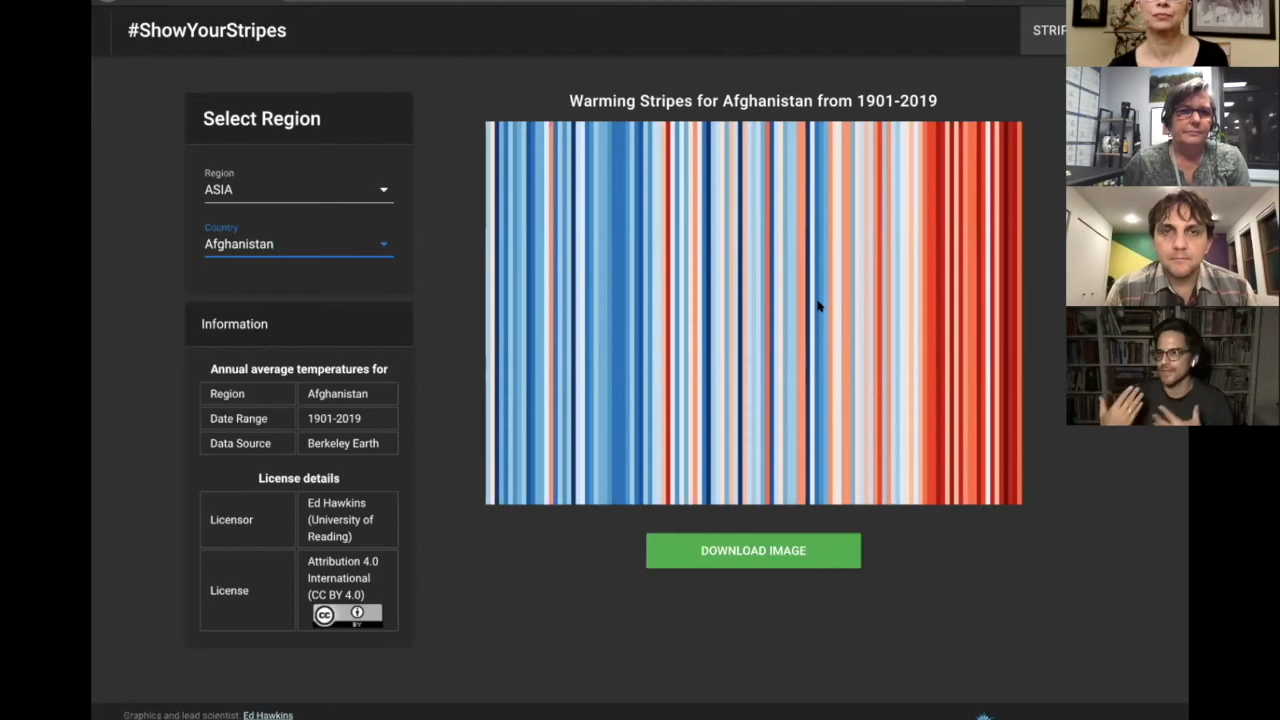 #ShowYourStripes
STRIP
Select Region
Region
ASIA
Country
Afghanistan
Information
Annual average temperatures for
Region Afghanistan
Date Range 1901-2019
Data Source Berkeley Earth
License details
Licensor
Ed Hawkins
(University of
Reading)
License
Attribution 4.0
International
(CC BY 4.0)
cc
BY
Warming Stripes for Afghanistan from 1901-2019
DOWNLOAD IMAGE
Graphics and lead scientist: Ed Hawkins